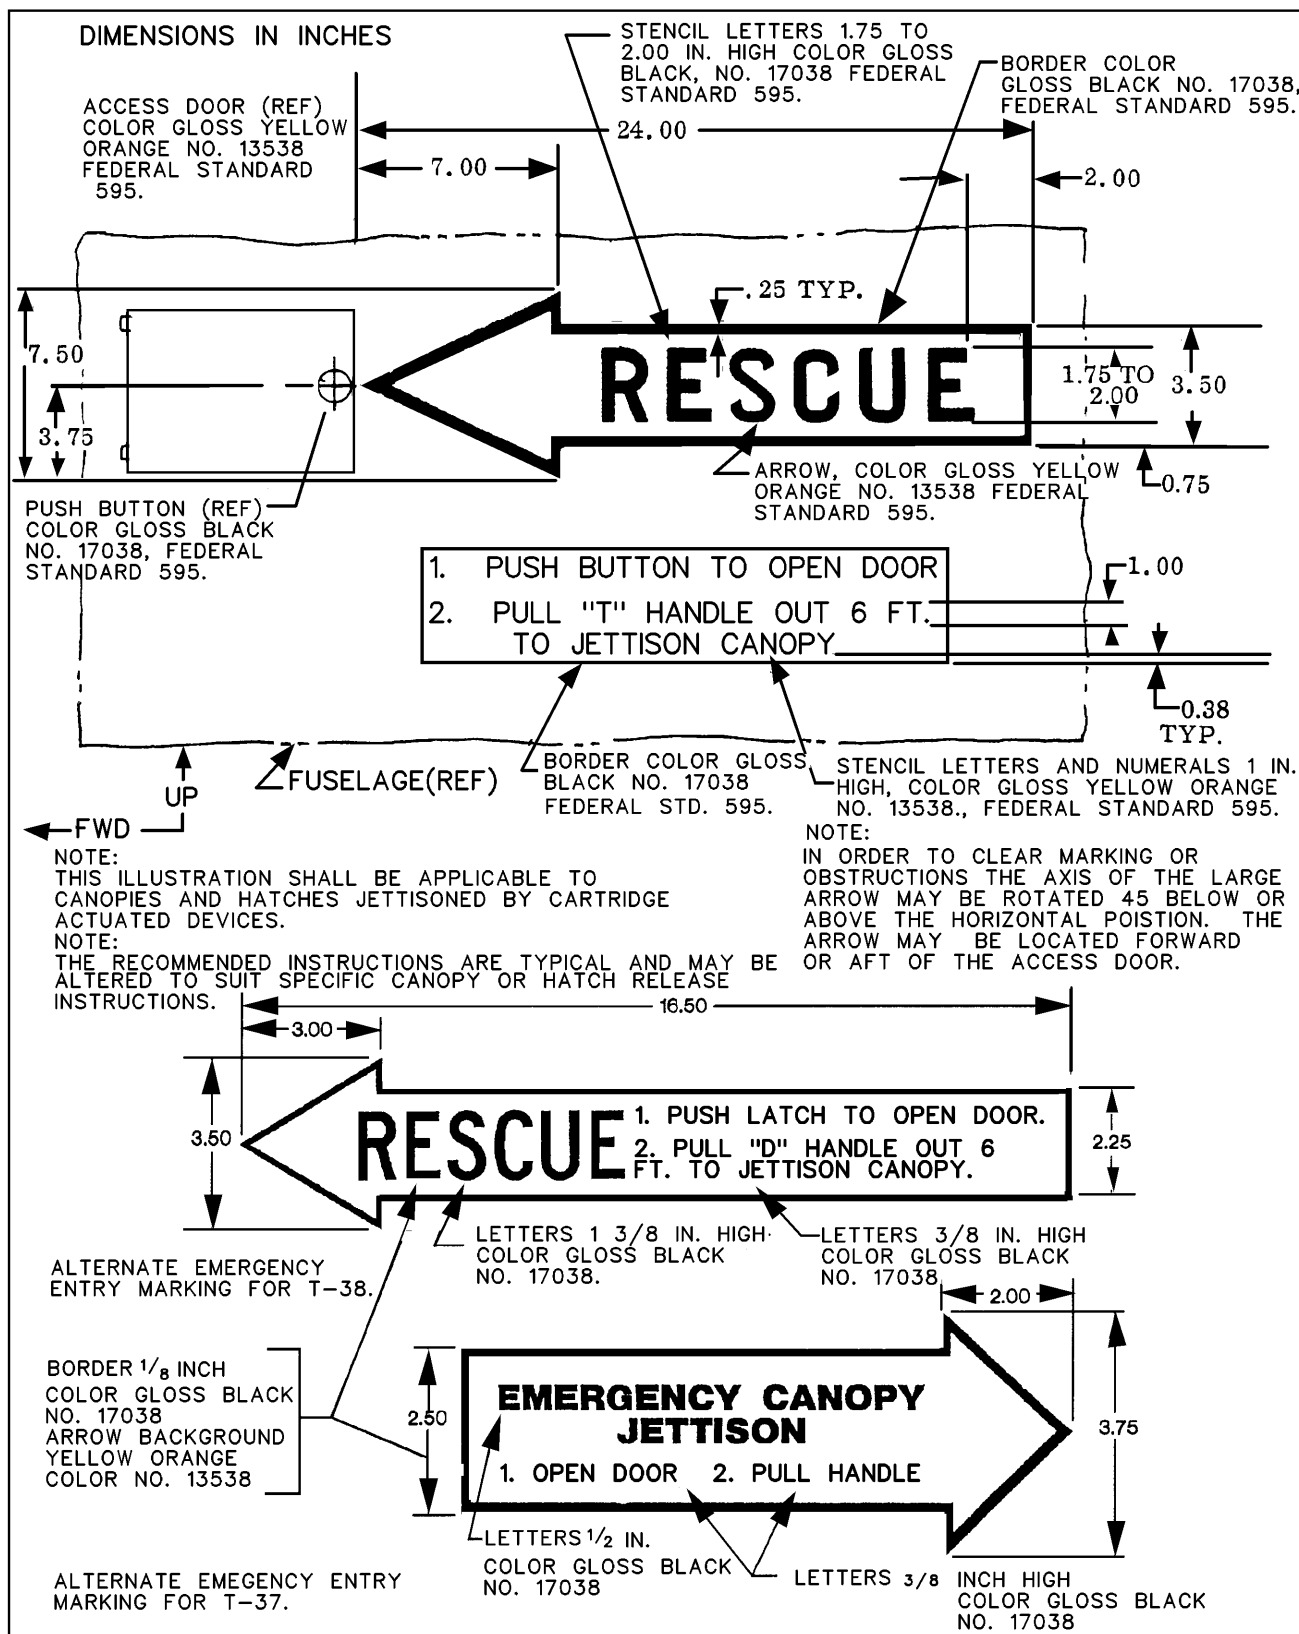 DIMENSIONS IN INCHES
STENCIL LETTERS 1.75 TO
2.00 IN. HIGH COLOR GLOSS
BLACK, NO. 17038 FEDERAL
STANDARD 595.
BORDER COLOR
GLOSS BLACK NO. 17038,
FEDERAL STANDARD 595.
ACCESS DOOR (REF)
COLOR GLOSS YELLOW
ORANGE NO. 13538
FEDERAL STANDARD
595.
24.00
7.00
2.00
.25 TYP.
7.50
3.75
RESCUE
1.75 TO
2.00
3.50
0.75
ARROW, COLOR GLOSS YELLOW
ORANGE NO. 13538 FEDERAL
STANDARD 595.
PUSH BUTTON (REF)
COLOR GLOSS BLACK
NO. 17038, FEDERAL
STANDARD 595.
1. PUSH BUTTON TO OPEN DOOR
2. PULL "T" HANDLE OUT 6 FT.
TO JETTISON CANOPY
1.00
0.38
TYP.
BORDER COLOR GLOSS
BLACK NO. 17038
FEDERAL STD. 595.
STENCIL LETTERS AND NUMERALS 1 IN.
HIGH, COLOR GLOSS YELLOW ORANGE
NO. 13538., FEDERAL STANDARD 595.
FUSELAGE(REF)
UP
FWD
NOTE:
THIS ILLUSTRATION SHALL BE APPLICABLE TO
CANOPIES AND HATCHES JETTISONED BY CARTRIDGE
ACTUATED DEVICES.
NOTE:
THE RECOMMENDED INSTRUCTIONS ARE TYPICAL AND MAY BE
ALTERED TO SUIT SPECIFIC CANOPY OR HATCH RELEASE
INSTRUCTIONS.
NOTE:
IN ORDER TO CLEAR MARKING OR
OBSTRUCTIONS THE AXIS OF THE LARGE
ARROW MAY BE ROTATED 45 BELOW OR
ABOVE THE HORIZONTAL POISTION. THE
ARROW MAY BE LOCATED FORWARD
OR AFT OF THE ACCESS DOOR.
16.50
3.00
3.50
RESCUE
1. PUSH LATCH TO OPEN DOOR.
2. PULL "D" HANDLE OUT 6
FT. TO JETTISON CANOPY.
2.25
LETTERS 1 3/8 IN. HIGH
COLOR GLOSS BLACK
NO. 17038.
LETTERS 3/8 IN. HIGH
COLOR GLOSS BLACK
NO. 17038
ALTERNATE EMERGENCY
ENTRY MARKING FOR T-38.
2.00
BORDER 1/8 INCH
COLOR GLOSS BLACK
NO. 17038
ARROW BACKGROUND
YELLOW ORANGE
COLOR NO. 13538
2.50
EMERGENCY CANOPY
JETTISON
1. OPEN DOOR 2. PULL HANDLE
3.75
LETTERS 1/2 IN.
COLOR GLOSS BLACK
NO. 17038
LETTERS 3/8 INCH HIGH
COLOR GLOSS BLACK
NO. 17038
ALTERNATE EMEGENCY ENTRY
MARKING FOR T-37.